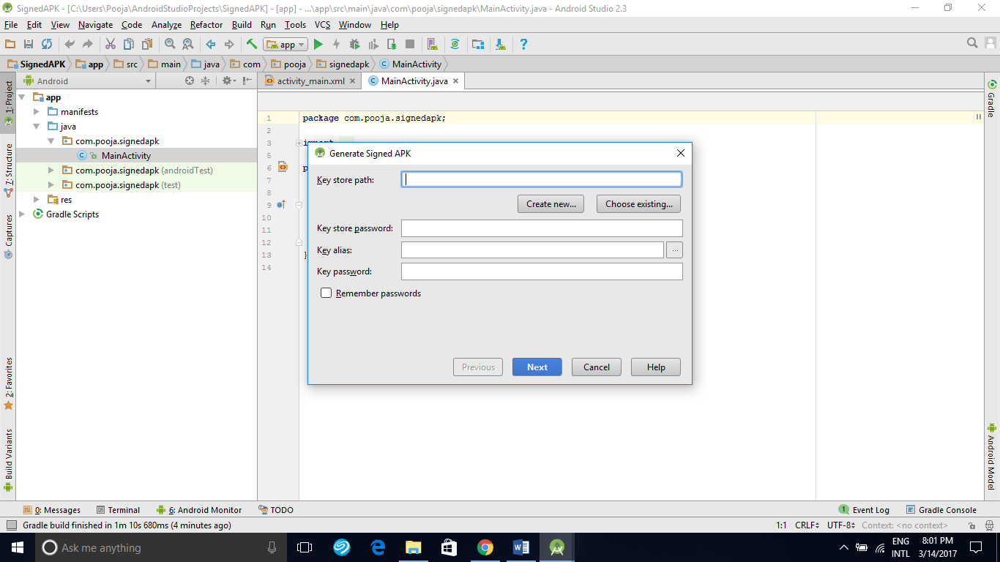 SignedAPK - [C:\Users\Pooja\AndroidStudioProjects\SignedAPK] - [app] - ...\app\src\main\java\com\pooja\signedapk\MainActivity.java - Android Studio 2.3
File Edit View Navigate Code Analyze Refactor Build Run Tools VCS Window Help
app
SignedAPK app src main java com pooja signedapk MainActivity
1: Project
7: Structure
Captures
2: Favorites
Build Variants
Android
app
manifests
java
com.pooja.signedapk
MainActivity
com.pooja.signedapk (androidTest)
com.pooja.signedapk (test)
res
Gradle Scripts
activity_main.xml MainActivity.java
1 package com.pooja.signedapk;
2
3
5
6
7
8
9
10
11
12
13 }
14
Generate Signed APK
Key store path:
Create new... Choose existing...
Key store password:
Key alias: ...
Key password:
Remember passwords
Previous Next Cancel Help
Gradle
Android Model
0: Messages Terminal 6: Android Monitor TODO 1 Event Log Gradle Console
Gradle build finished in 1m 10s 680ms (4 minutes ago) 1:1 CRLF UTF-8 Context: <no context>
Ask me anything ENG 8:01 PM
INTL 3/14/2017